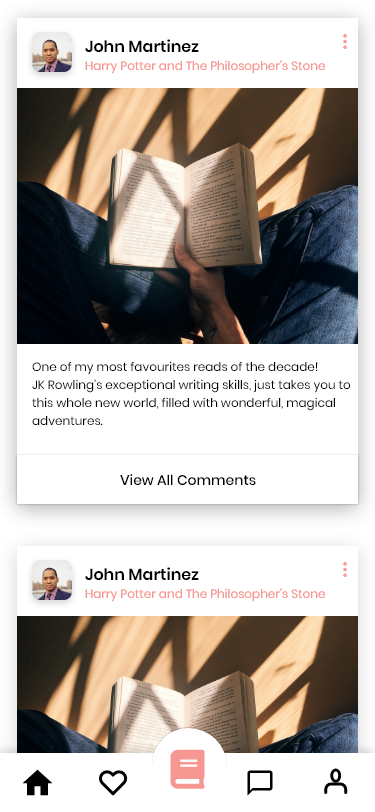 John Martinez
Harry Potter and The Philosopher's Stone
One of my most favourites reads of the decade!
JK Rowling's exceptional writing skills, just takes you to
this whole new world, filled with wonderful, magical
adventures.
View All Comments
John Martinez
Harry Potter and The Philosopher's Stone